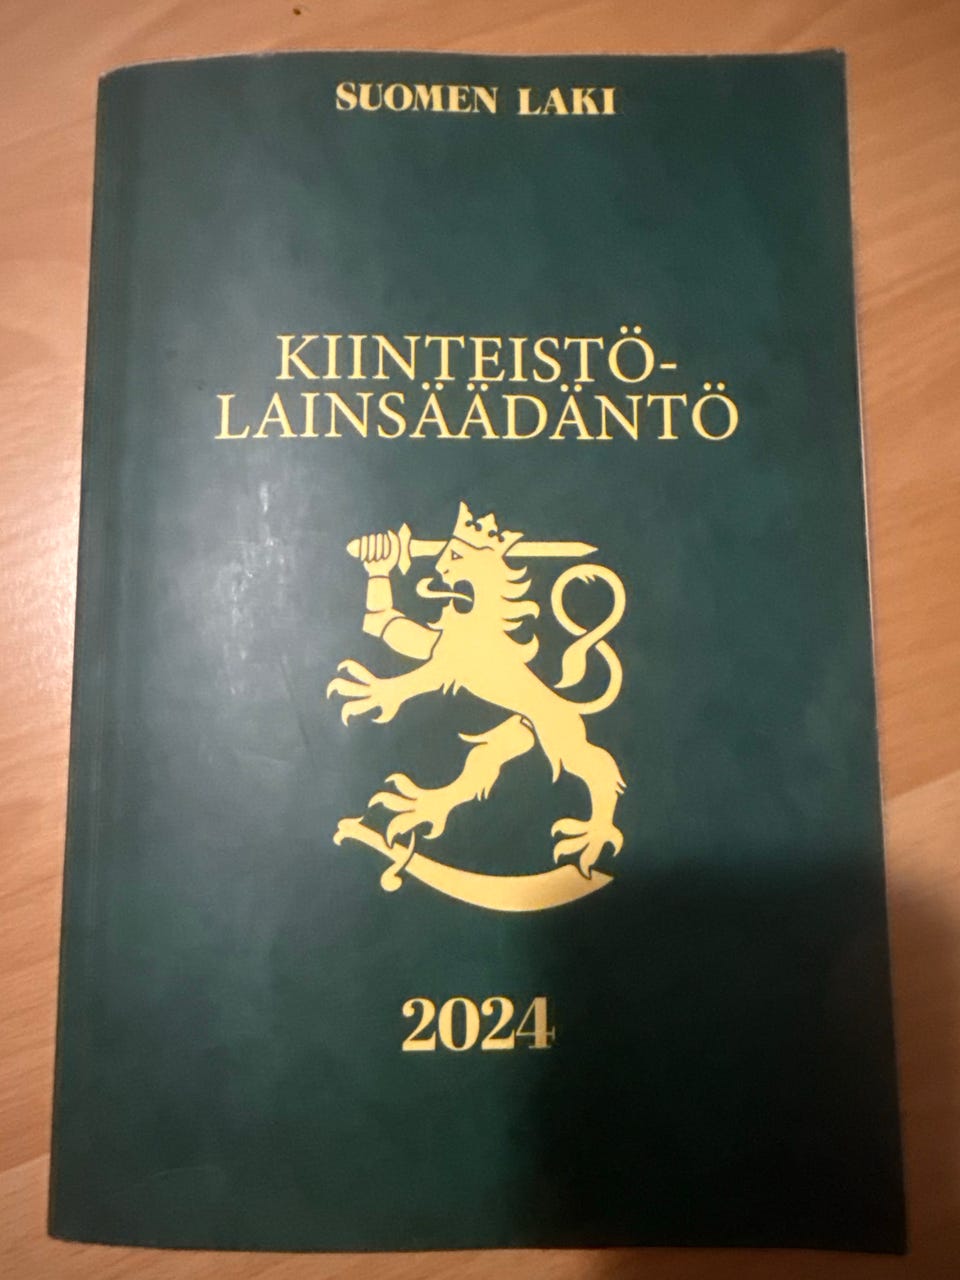 SUOMEN LAKI
KIINTEISTÖ-
LAINSÄÄDÄNTÖ
2024